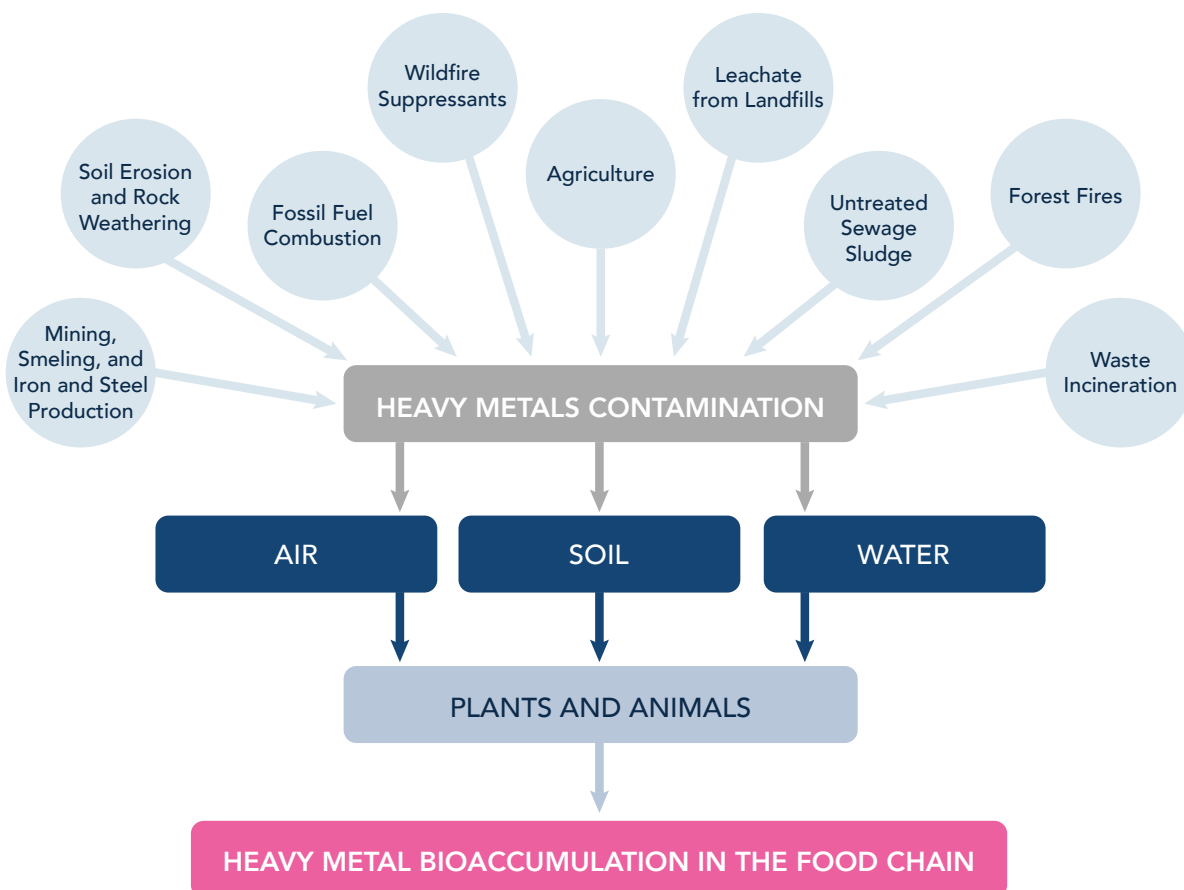 Wildfire
Suppressants
Leachate
from Landfills
Soil Erosion
and Rock
Weathering
Fossil Fuel
Combustion
Agriculture
Untreated
Sewage
Sludge
Forest Fires
Mining,
Smeling, and
Iron and Steel
Production
Waste
Incineration
HEAVY METALS CONTAMINATION
AIR
SOIL
WATER
PLANTS AND ANIMALS
HEAVY METAL BIOACCUMULATION IN THE FOOD CHAIN